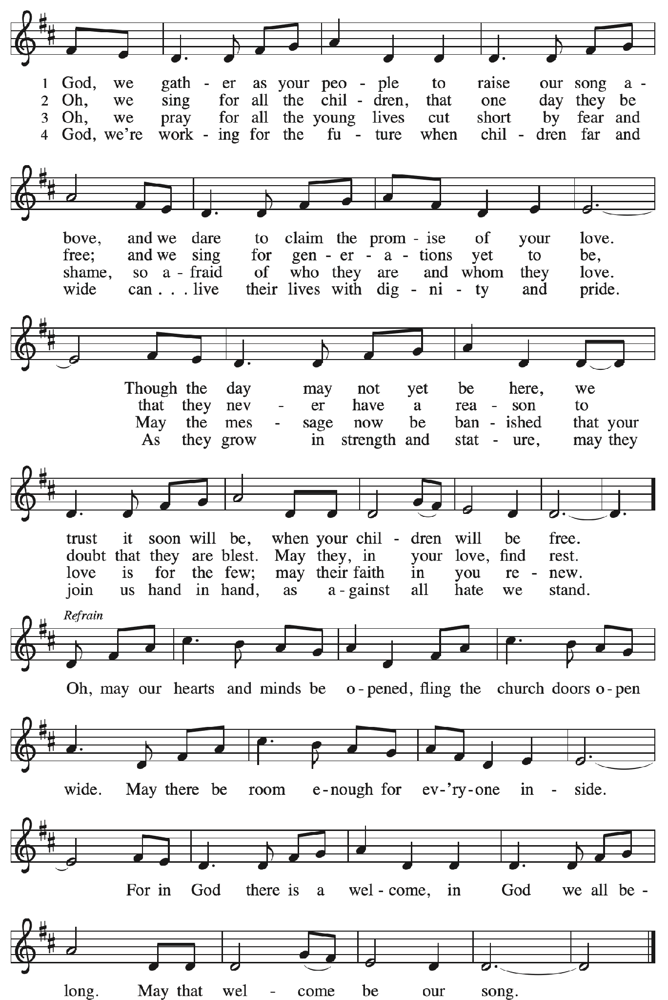 1 God, we gath - er as your peo - ple to raise our song a -
2 Oh, we sing for all the chil - dren, that one day they be
3 Oh, we pray for all the young lives cut short by fear and
4 God, we're work - ing for the fu - ture when chil - dren far and
bove, and we dare to claim the prom - ise of your love.
free; and we sing for gen - er - a - tions yet to be,
shame, so a - fraid of who they are and whom they love.
wide can . . . live their lives with dig - ni - ty and pride.
Though the day may not yet be here, we
that they nev - er have a rea - son to
May the mes - sage now be ban - ished that your
As they grow in strength and stat - ure, may they
trust it soon will be, when your chil - dren will be free.
doubt that they are blest. May they, in your love, find rest.
love is for the few; may their faith in you re - new.
join us hand in hand, as a - gainst all hate we stand.
Refrain
Oh, may our hearts and minds be o - pened, fling the church doors o - pen
wide. May there be room e - nough for ev - 'ry - one in - side.
For in God there is a wel - come, in God we all be -
long. May that wel - come be our song.